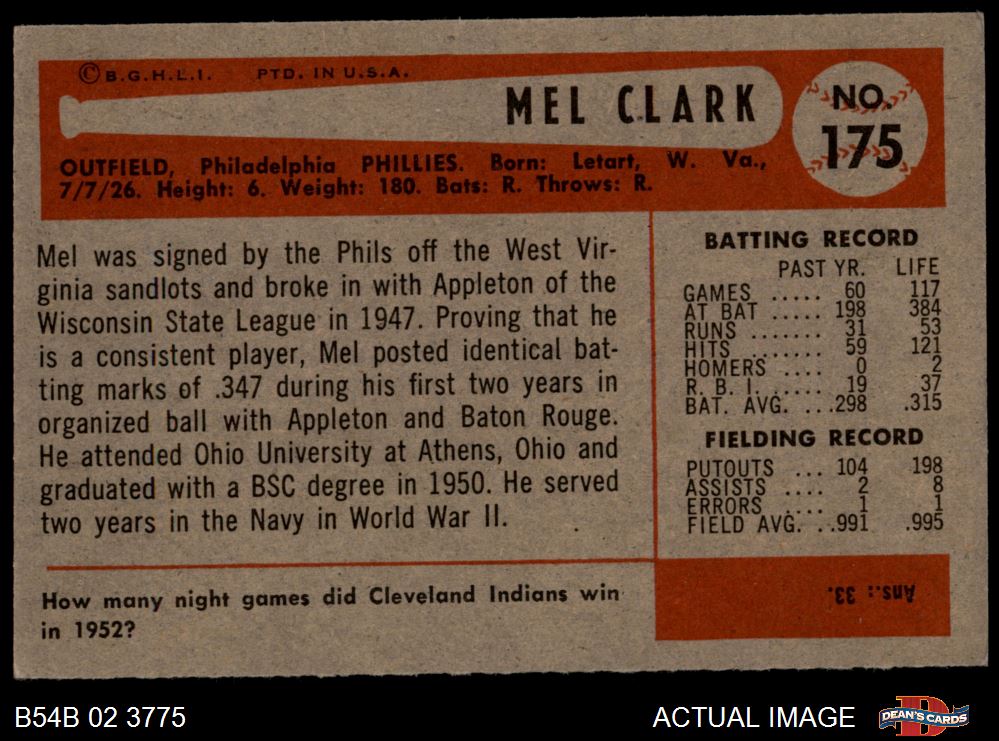 © B.G.H.L.I. PTD. IN U.S.A.
MEL CLARK
NO.
175
OUTFIELD, Philadelphia PHILLIES. Born: Letart, W. Va.,
7/7/26. Height: 6. Weight: 180. Bats: R. Throws: R.
Mel was signed by the Phils off the West Vir-
ginia sandlots and broke in with Appleton of the
Wisconsin State League in 1947. Proving that he
is a consistent player, Mel posted identical bat-
ting marks of .347 during his first two years in
organized ball with Appleton and Baton Rouge.
He attended Ohio University at Athens, Ohio and
graduated with a BSC degree in 1950. He served
two years in the Navy in World War II.
BATTING RECORD
PAST YR. LIFE
GAMES ..... 60 117
AT BAT ..... 198 384
RUNS ....... 31 53
HITS ....... 59 121
HOMERS .... 0 2
R. B. I. ..... 19 37
BAT. AVG. ...298 .315
FIELDING RECORD
PUTOUTS ... 104 198
ASSISTS .... 2 8
ERRORS .... 1 1
FIELD AVG. ..991 .995
How many night games did Cleveland Indians win
in 1952?
Ans.: 33.
B54B 02 3775
ACTUAL IMAGE
DEAN'S CARDS